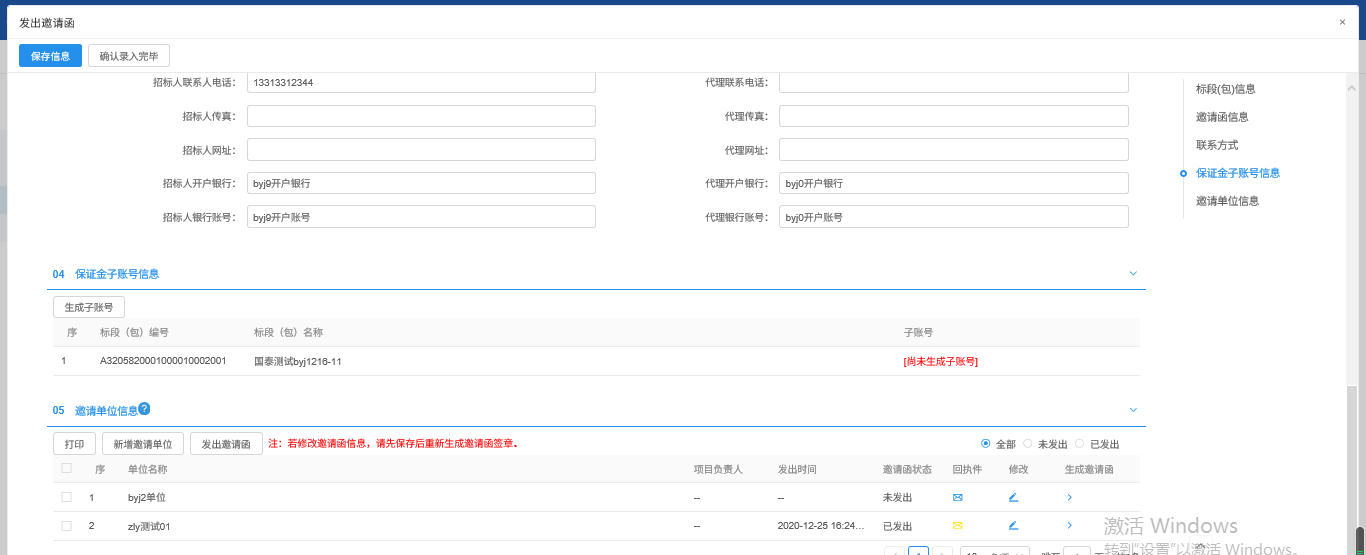 发出邀请函
×
保存信息 确认录入完毕
招标人联系人电话： 13313312344 代理联系电话：
招标人传真： 代理传真：
招标人网址： 代理网址：
招标人开户银行： byj9开户银行 代理开户银行： byj0开户银行
招标人银行账号： byj9开户账号 代理银行账号： byj0开户账号
标段(包)信息
邀请函信息
联系方式
保证金子账号信息
邀请单位信息
04 保证金子账号信息
生成子账号
序 标段（包）编号 标段（包）名称 子账号
1 A3205820001000010002001 国泰测试byj1216-11 [尚未生成子账号]
05 邀请单位信息?
打印 新增邀请单位 发出邀请函 注：若修改邀请函信息，请先保存后重新生成邀请函签章。 全部 未发出 已发出
序 单位名称 项目负责人 发出时间 邀请函状态 回执件 修改 生成邀请函
1 byj2单位 -- -- 未发出
2 zly测试01 -- 2020-12-25 16:24... 已发出
激活 Windows
转到"设置"以激活 Windows。